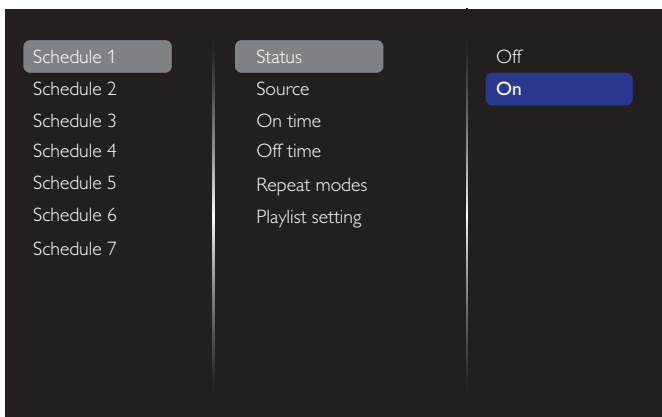 Schedule 1
Schedule 2
Schedule 3
Schedule 4
Schedule 5
Schedule 6
Schedule 7
Status
Source
On time
Off time
Repeat modes
Playlist setting
Off
On